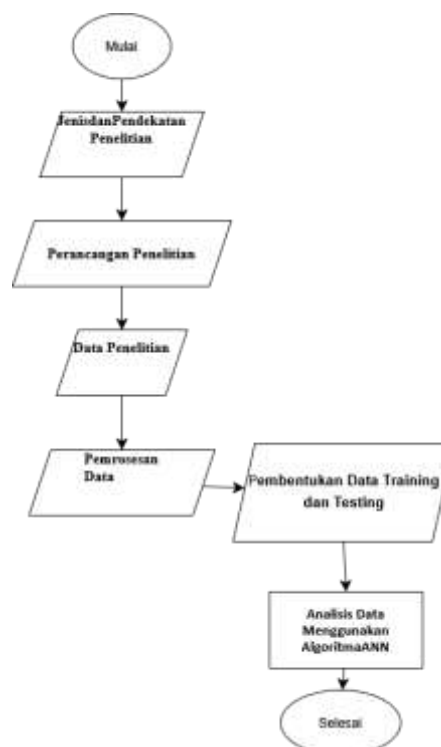 Mulai
JenisdanPendekatan
Penelitian
Perancangan Penelitian
Data Penelitian
Pemrosesan
Data
Pembentukan Data Training
dan Testing
Analisis Data
Menggunakan
AlgoritmaANN
Selesai